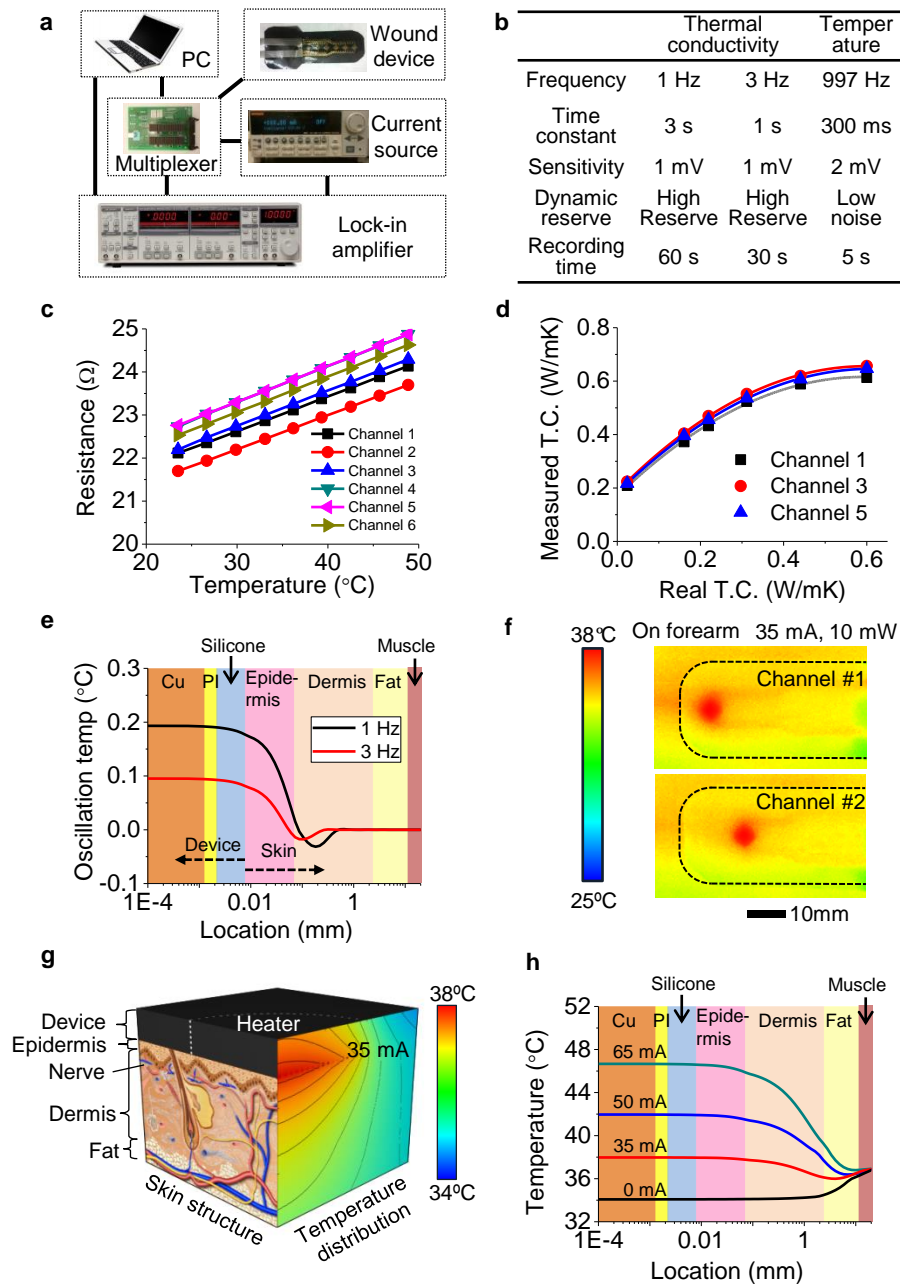 a
PC
Wound
device
Multiplexer
Current
source
Lock-in
amplifier
b
Thermal
conductivity
Temper
ature
Frequency 1 Hz 3 Hz 997 Hz
Time
constant 3 s 1 s 300 ms
Sensitivity 1 mV 1 mV 2 mV
Dynamic
reserve
High
Reserve
High
Reserve
Low
noise
Recording
time 60 s 30 s 5 s
c
Resistance (Ω)
25
24
23
22
21
20
Channel 1
Channel 2
Channel 3
Channel 4
Channel 5
Channel 6
20 30 40 50
Temperature (°C)
d
Measured T.C. (W/mK)
0.8
0.6
0.4
0.2
0.0
Channel 1
Channel 3
Channel 5
0.0 0.2 0.4 0.6
Real T.C. (W/mK)
e
Silicone
Muscle
Oscillation temp (°C)
0.3
0.2
0.1
0.0
-0.1
Cu
PI
Epide-
rmis
Dermis
Fat
1 Hz
3 Hz
Device
Skin
1E-4 0.01 1
Location (mm)
f
38°C
25°C
On forearm 35 mA, 10 mW
Channel #1
Channel #2
10mm
g
Device
Epidermis
Nerve
Dermis
Fat
Heater
35 mA
38ºC
34ºC
Skin structure
Temperature
distribution
h
Silicone
Muscle
Temperature (°C)
52
48
44
40
36
32
Cu
PI
Epide-
rmis
Dermis
Fat
65 mA
50 mA
35 mA
0 mA
1E-4 0.01 1
Location (mm)